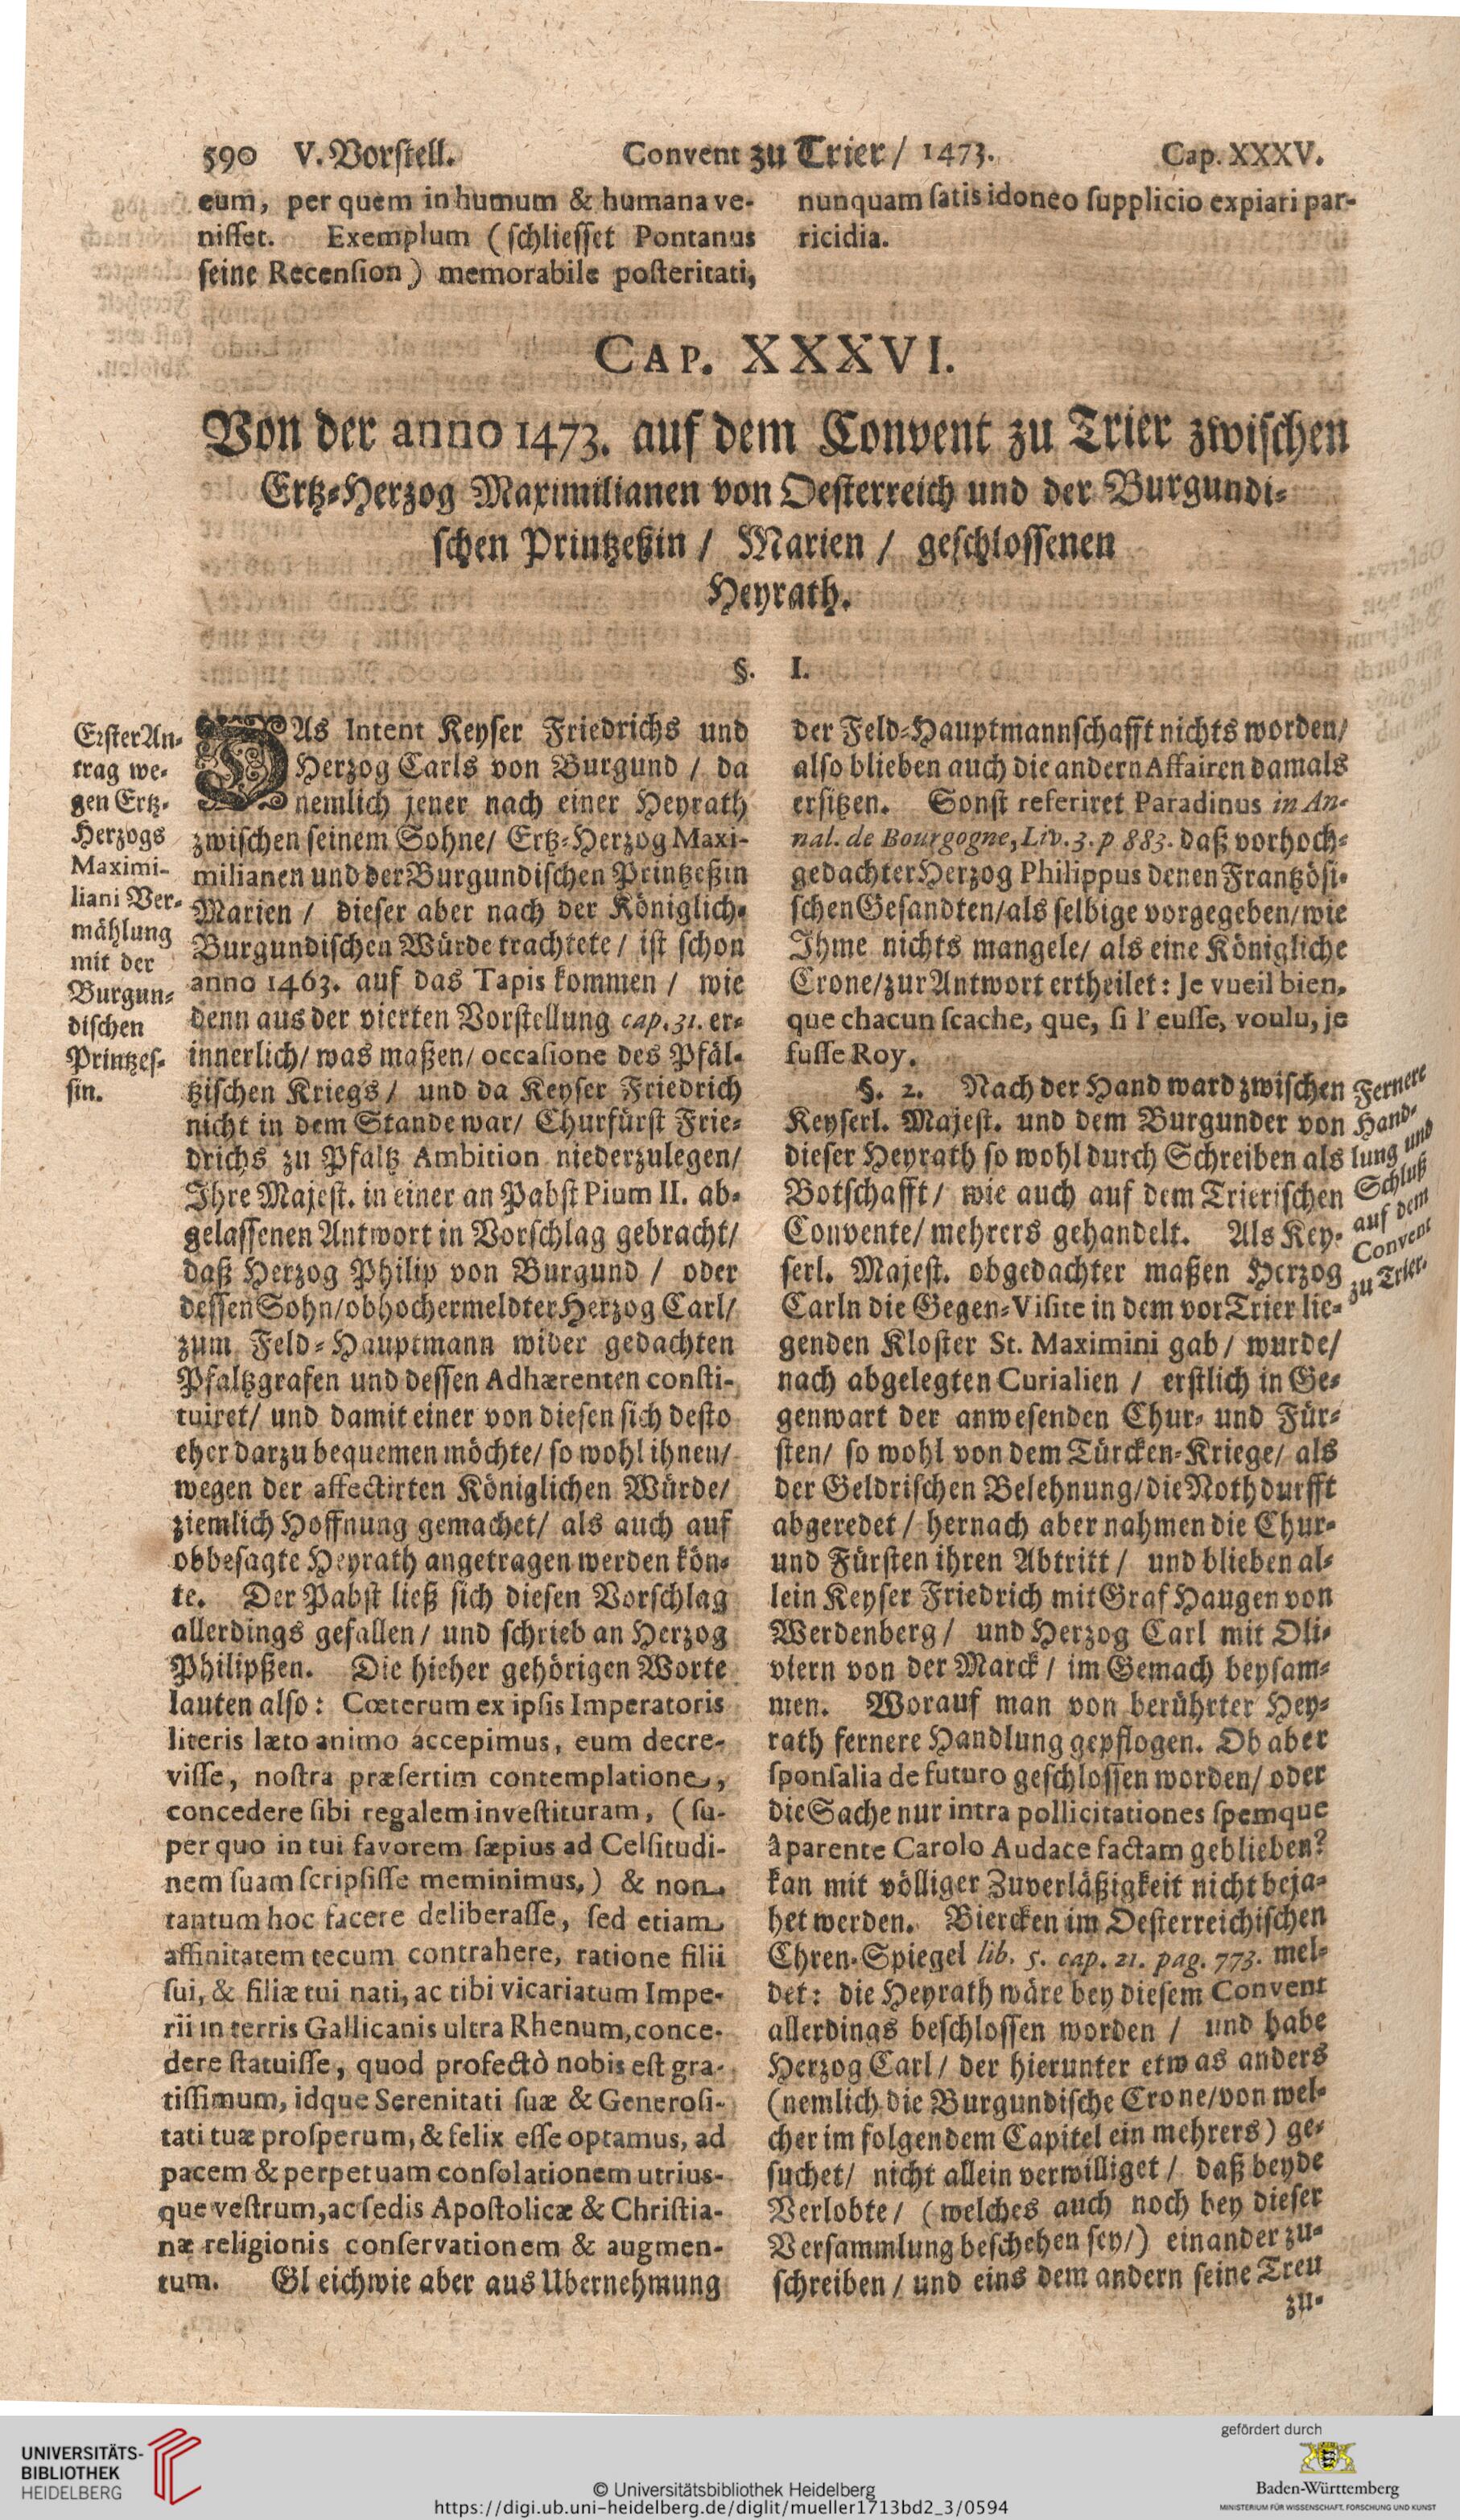 590 V. Vorstell. Convent zu Trier / 1473. Cap. XXXV.
eum, per quem in humum & humana ve-
nisset. Exemplum (schliesset Pontanus
seine Recension) memorabile posteritati,
nunquam satis idoneo supplicio expiati par-
ricidia.
CAP. XXXVI.
Von der anno 1473. auf dem Convent zu Trier zwischen
Ertz-Herzog Maximilianen von Oesterreich und der Burgundi-
schen Printzeßin / Marien / geschlossenen
Heyrath.
§. I.
Erster An-
trag we-
gen Ertz-
Herzogs
Maximi-
liani Ver-
mählung
mit der
Burgun-
dischen
Printzes-
sin.
DAs Intent Keyser Friedrichs und
Herzog Carls von Burgund / da
nemlich jener nach einer Heyrath
zwischen seinem Sohne/ Ertz-Herzog Maxi-
milianen und der Burgundischen Printzeßin
Marien / dieser aber nach der Königlich-
Burgundischen Würde trachtete / ist schon
anno 1463. auf das Tapis kommen / wie
denn aus der vierten Vorstellung cap. 31. er-
innerlich/ was maßen/ occasione des Pfäl-
tzischen Kriegs / und da Keyser Friedrich
nicht in dem Stande war/ Churfürst Frie-
drichs zu Pfaltz Ambition niederzulegen/
Ihre Majest. in einer an Pabst Pium II. ab-
gelassenen Antwort in Vorschlag gebracht/
daß Herzog Philip von Burgund / oder
dessen Sohn/ obhochermeldter Herzog Carl/
zum Feld-Hauptmann wider gedachten
Pfaltzgrafen und dessen Adhærenten consti-
tuiret/ und damit einer von diesen sich desto
eher darzu bequemen möchte/ so wohl ihnen/
wegen der affectirten Königlichen Würde/
ziemlich Hoffnung gemachet/ als auch auf
obbesagte Heyrath angetragen werden kön-
te. Der Pabst ließ sich diesen Vorschlag
allerdings gefallen / und schrieb an Herzog
Philipßen. Die hieher gehörigen Worte
lauten also: Cœterum ex ipsis Imperatoris
literis læto animo accepimus, eum decre-
visse, nostra præsertim contemplatione,
concedere sibi regalem investituram, (su-
per quo in tui favorem sæpius ad Celsitudi-
nem suam scripsisse meminimus,) & non
tantum hoc facere deliberasse, sed etiam
affinitatem tecum contrahere, ratione filii
sui, & filiæ tui nati, ac tibi vicariatum Impe-
rii in terris Gallicanis ultra Rhenum, conce-
dere statuisse, quod profectò nobis est gra-
tissimum, idque Serenitati suæ & Generosi-
tati tuæ prosperum, & felix esse optamus, ad
pacem & perpetuam consolationem utrius-
que vestrum, ac sedis Apostolicæ & Christia-
næ religionis conservationem & augmen-
tum. Gleichwie aber aus Ubernehmung
der Feld-Hauptmannschafft nichts worden/
also blieben auch die andern Affairen damals
ersitzen. Sonst referiret Paradinus in An-
nal. de Bourgogne, Liv. 3. p 883. daß vorhoch-
gedachter Herzog Philippus denen Frantzösi-
schen Gesandten/ als selbige vorgegeben/ wie
Ihme nichts mangele/ als eine Königliche
Crone/ zur Antwort ertheilet: Je vueil bien,
que chacun scache, que, si l'eusse, voulu, je
fusse Roy.
§. 2. Nach der Hand ward zwischen
Keyserl. Majest. und dem Burgunder von
dieser Heyrath so wohl durch Schreiben als
Botschafft / wie auch auf dem Trierischen
Convente/ mehrers gehandelt. Als Key-
serl. Majest. obgedachter maßen Herzog
Carln die Gegen-Visite in dem vor Trier lie-
genden Kloster St. Maximini gab / wurde/
nach abgelegten Curialien / erstlich in Ge-
genwart der anwesenden Chur- und Für-
sten/ so wohl von dem Türcken-Kriege/ als
der Geldrischen Belehnung/ die Nothdurfft
abgeredet / hernach aber nahmen die Chur-
und Fürsten ihren Abtritt / und blieben al-
lein Keyser Friedrich mit Graf Haugen von
Werdenberg / und Herzog Carl mit Oli-
viern von der Marck / im Gemach beysam-
men. Worauf man von berührter Hey-
rath fernere Handlung gepflogen. Ob aber
sponsalia de futuro geschlossen worden/ oder
die Sache nur intra pollicitationes spemque
à parente Carolo Audace factam geblieben?
kan mit völliger Zuverläßigkeit nicht beja-
het werden. Biercken im Oesterreichischen
Ehren-Spiegel lib. 5. cap. 21. pag. 773. mel-
det: die Heyrath wäre bey diesem Convent
allerdings beschlossen worden / und habe
Herzog Carl / der hierunter etwas anders
(nemlich die Burgundische Crone/ von wel-
cher im folgendem Capitel ein mehrers) ge-
suchet/ nicht allein verwilliget / daß beyde
Verlobte / (welches auch noch bey dieser
Versammlung beschehen sey/) einander zu-
schreiben / und eins dem andern seine Treu
zu-
Fernere
Hand-
lung und
Schluß
auf dem
Convent
zu Trier.
UNIVERSITÄTS-
BIBLIOTHEK
HEIDELBERG
© Universitätsbibliothek Heidelberg
https://digi.ub.uni-heidelberg.de/diglit/mueller1713bd2_3/0594
gefördert durch
Baden-Württemberg
MINISTERIUM FÜR WISSENSCHAFT, FORSCHUNG UND KUNST